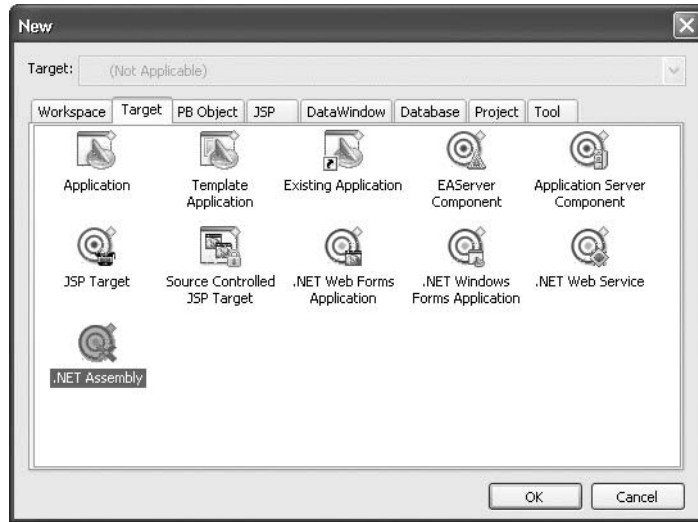 New
Target: (Not Applicable)
Workspace Target PB Object JSP DataWindow Database Project Tool
Application
Template
Application
Existing Application
EAServer
Component
Application Server
Component
JSP Target
Source Controlled
JSP Target
.NET Web Forms
Application
.NET Windows
Forms Application
.NET Web Service
.NET Assembly
OK Cancel